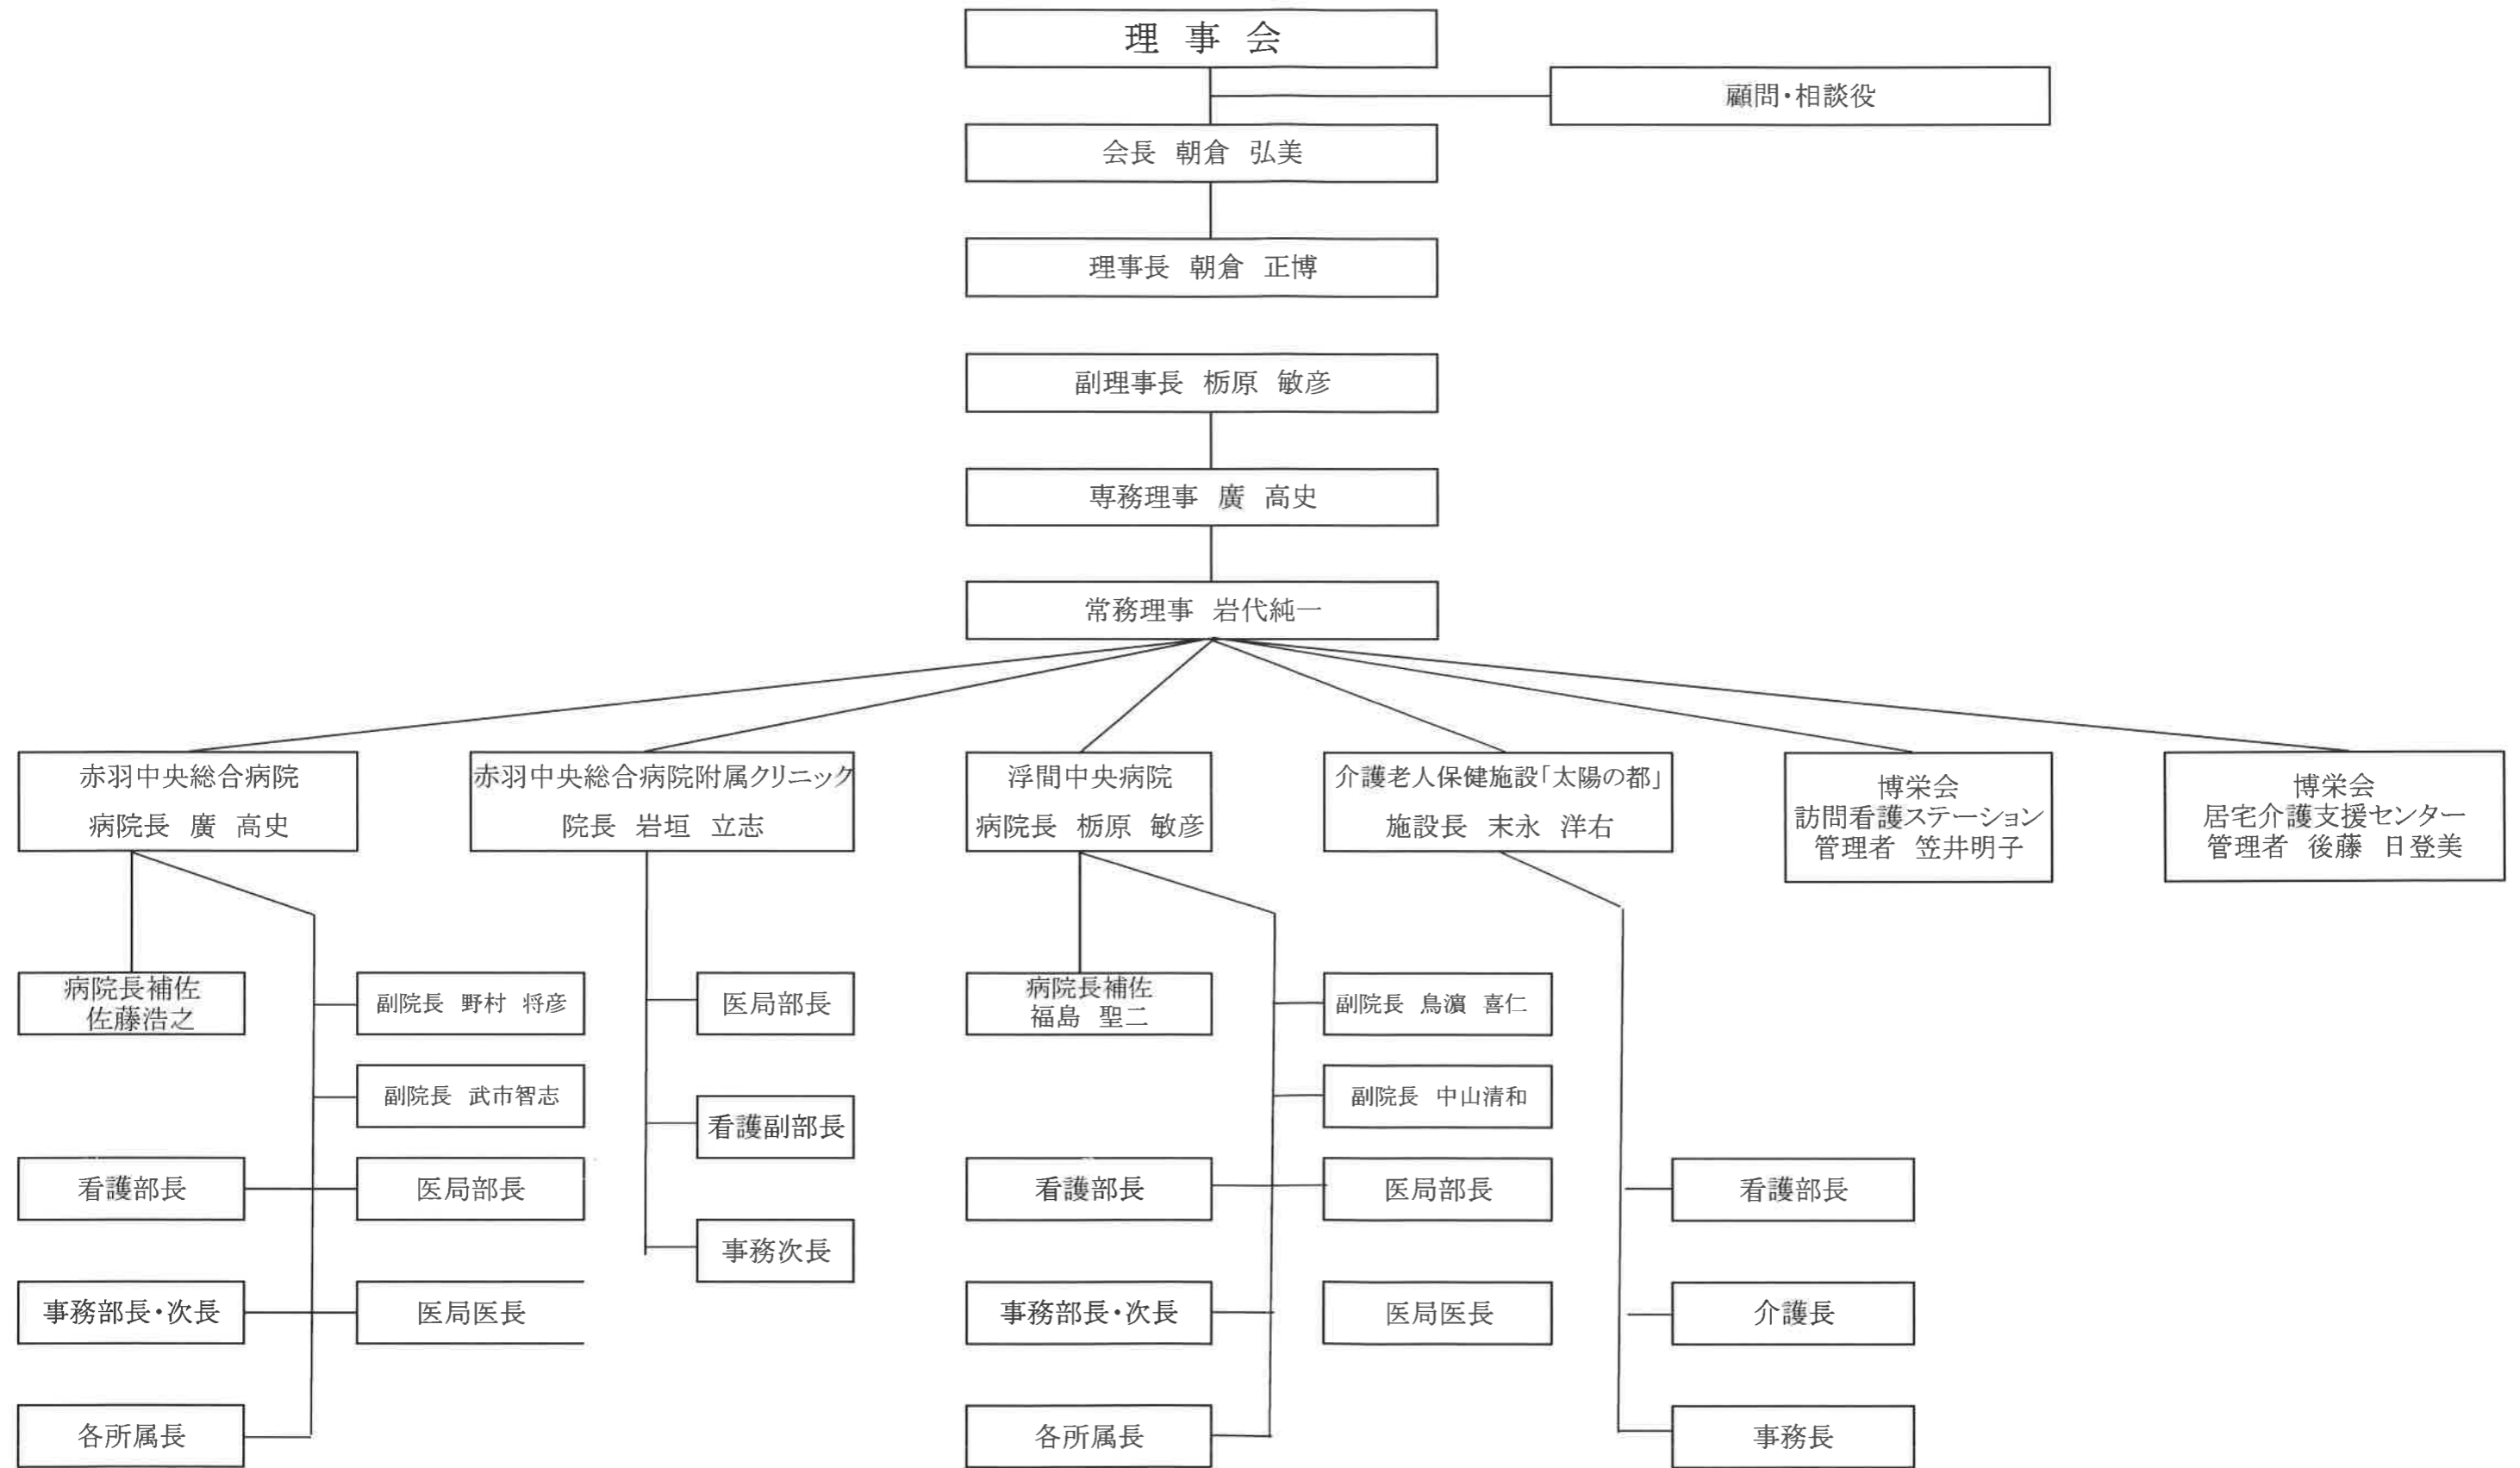 理 事 会
顧問・相談役
会長 朝倉 弘美
理事長 朝倉 正博
副理事長 栃原 敏彦
専務理事 廣 高史
常務理事 岩代純一
赤羽中央総合病院
病院長 廣 高史
赤羽中央総合病院附属クリニック
院長 岩垣 立志
浮間中央病院
病院長 栃原 敏彦
介護老人保健施設「太陽の都」
施設長 末永 洋右
博栄会
訪問看護ステーション
管理者 笠井明子
博栄会
居宅介護支援センター
管理者 後藤 日登美
病院長補佐
佐藤浩之
副院長 野村 将彦
副院長 武市智志
看護部長
医局部長
事務部長・次長
医局医長
各所属長
医局部長
看護副部長
事務次長
病院長補佐
福島 聖二
副院長 鳥濵 喜仁
副院長 中山清和
看護部長
医局部長
事務部長・次長
医局医長
各所属長
看護部長
介護長
事務長